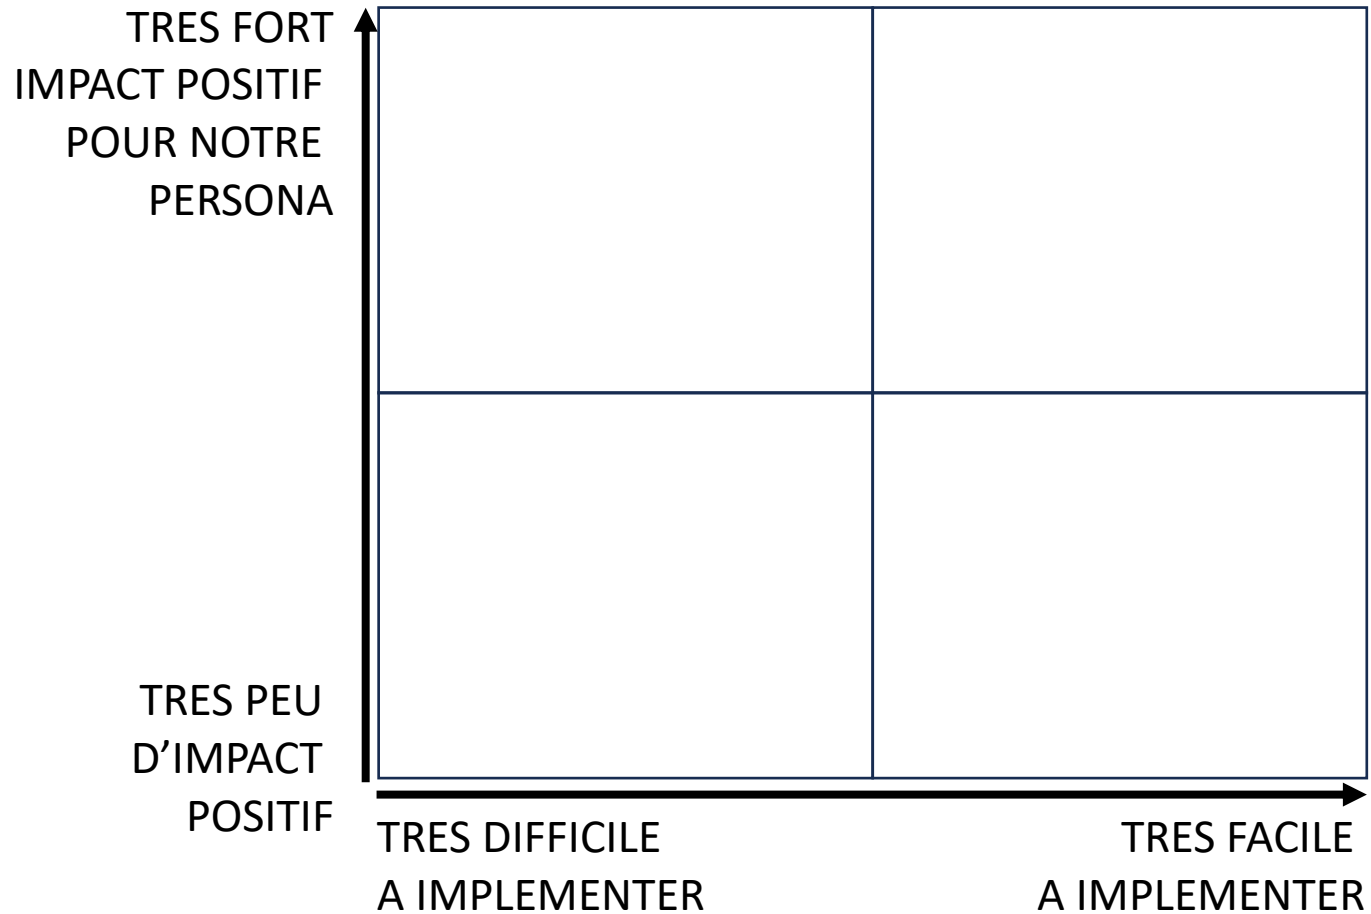 TRES FORT
IMPACT POSITIF
POUR NOTRE
PERSONA
TRES PEU
D’IMPACT
POSITIF
TRES DIFFICILE
A IMPLEMENTER
TRES FACILE
A IMPLEMENTER